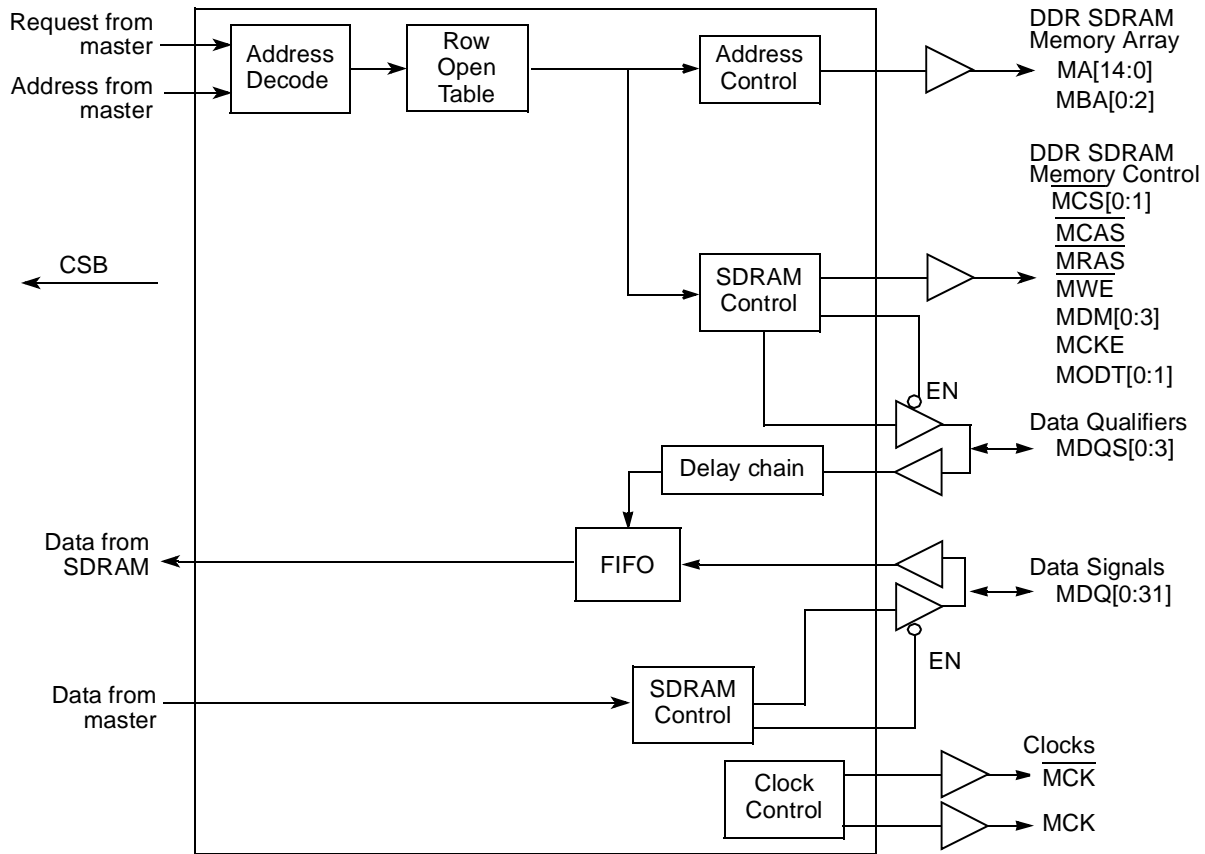 Request from
master
Address from
master
Address
Decode
Row
Open
Table
Address
Control
DDR SDRAM
Memory Array
MA[14:0]
MBA[0:2]
DDR SDRAM
Memory Control
MCS[0:1]
MCAS
MRAS
MWE
MDM[0:3]
MCKE
MODT[0:1]
CSB
SDRAM
Control
EN
Data Qualifiers
MDQS[0:3]
Delay chain
Data from
SDRAM
FIFO
Data Signals
MDQ[0:31]
EN
Data from
master
SDRAM
Control
Clocks
MCK
Clock
Control
MCK